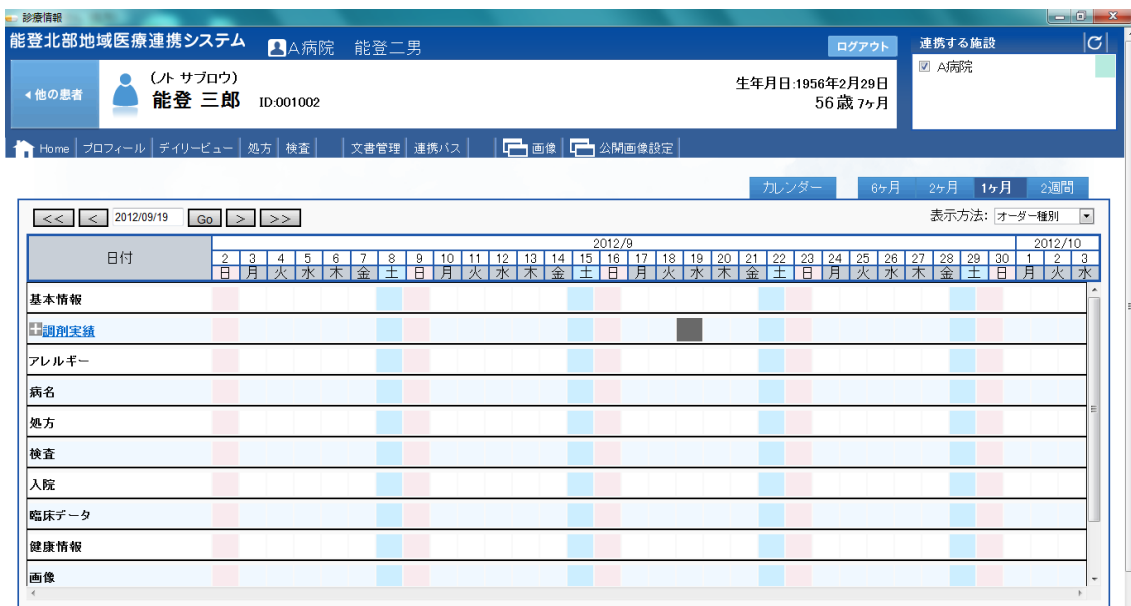 診療情報
能登北部地域医療連携システム A病院 能登二男 ログアウト 連携する施設
A病院
他の患者
(ノト サブロウ)
能登 三郎 ID:001002
生年月日:1956年2月29日
56歳 7ヶ月
Home プロフィール デイリービュー 処方 検査 文書管理 連携パス 画像 公開画像設定
カレンダー 6ヶ月 2ヶ月 1ヶ月 2週間
<< < 2012/09/19 Go > >> 表示方法: オーダー種別
日付 2012/9 2012/10
2 3 4 5 6 7 8 9 10 11 12 13 14 15 16 17 18 19 20 21 22 23 24 25 26 27 28 29 30 1 2 3
日 月 火 水 木 金 土 日 月 火 水 木 金 土 日 月 火 水 木 金 土 日 月 火 水 木 金 土 日 月 火 水
基本情報
調剤実績
アレルギー
病名
処方
検査
入院
臨床データ
健康情報
画像